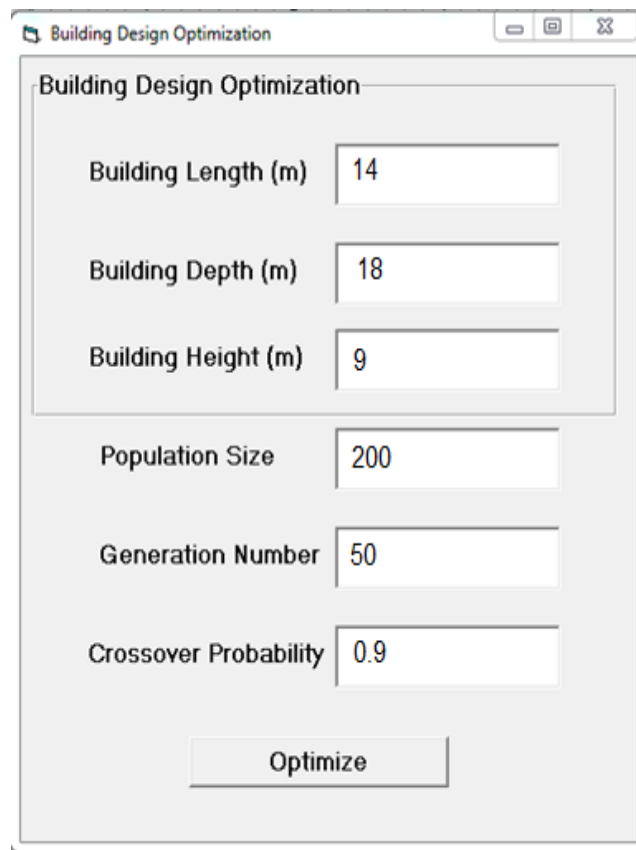 Building Design Optimization
Building Design Optimization
Building Length (m) 14
Building Depth (m) 18
Building Height (m) 9
Population Size 200
Generation Number 50
Crossover Probability 0.9
Optimize